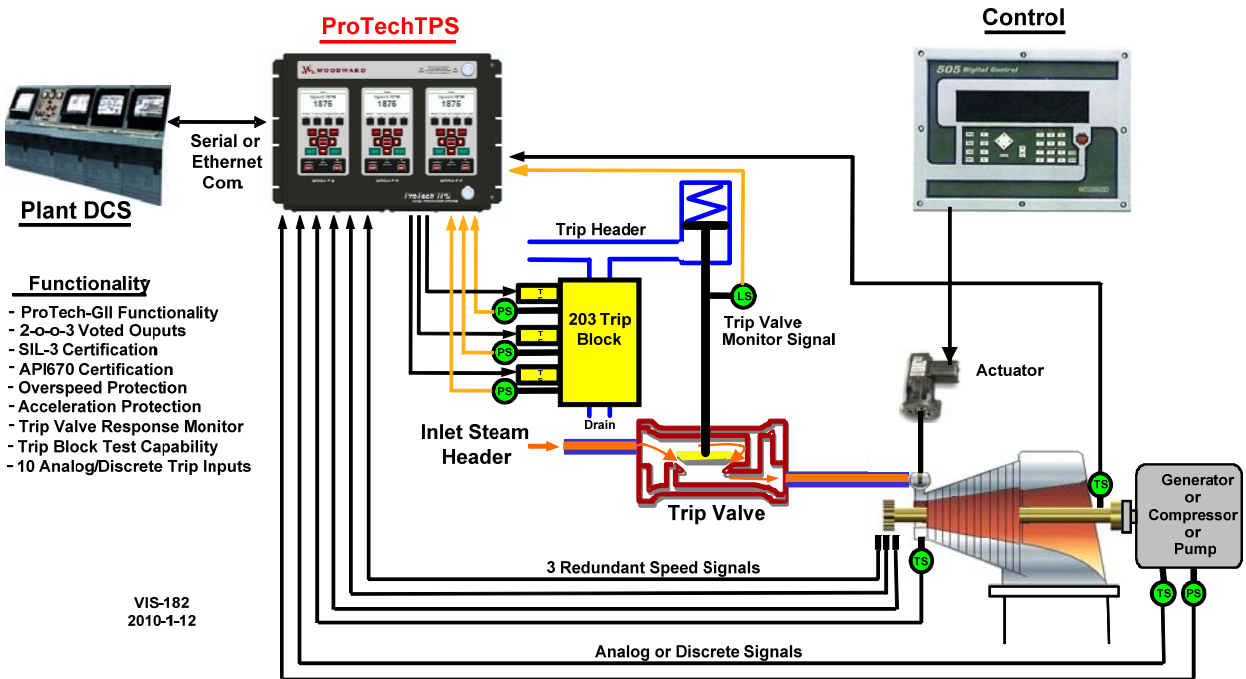 ProTechTPS
Control
WOODWARD
505 Digital Control
1876
1876
1876
Serial or
Ethernet
Com.
Plant DCS
ProTech TPS
Trip Header
Functionality
- ProTech-GII Functionality
- 2-o-o-3 Voted Ouputs
- SIL-3 Certification
- API670 Certification
- Overspeed Protection
- Acceleration Protection
- Trip Valve Response Monitor
- Trip Block Test Capability
- 10 Analog/Discrete Trip Inputs
PS
PS
PS
203 Trip
Block
LS
Trip Valve
Monitor Signal
Actuator
Drain
Inlet Steam
Header
Trip Valve
TS
Generator
or
Compressor
or
Pump
TS
TS
PS
3 Redundant Speed Signals
VIS-182
2010-1-12
Analog or Discrete Signals